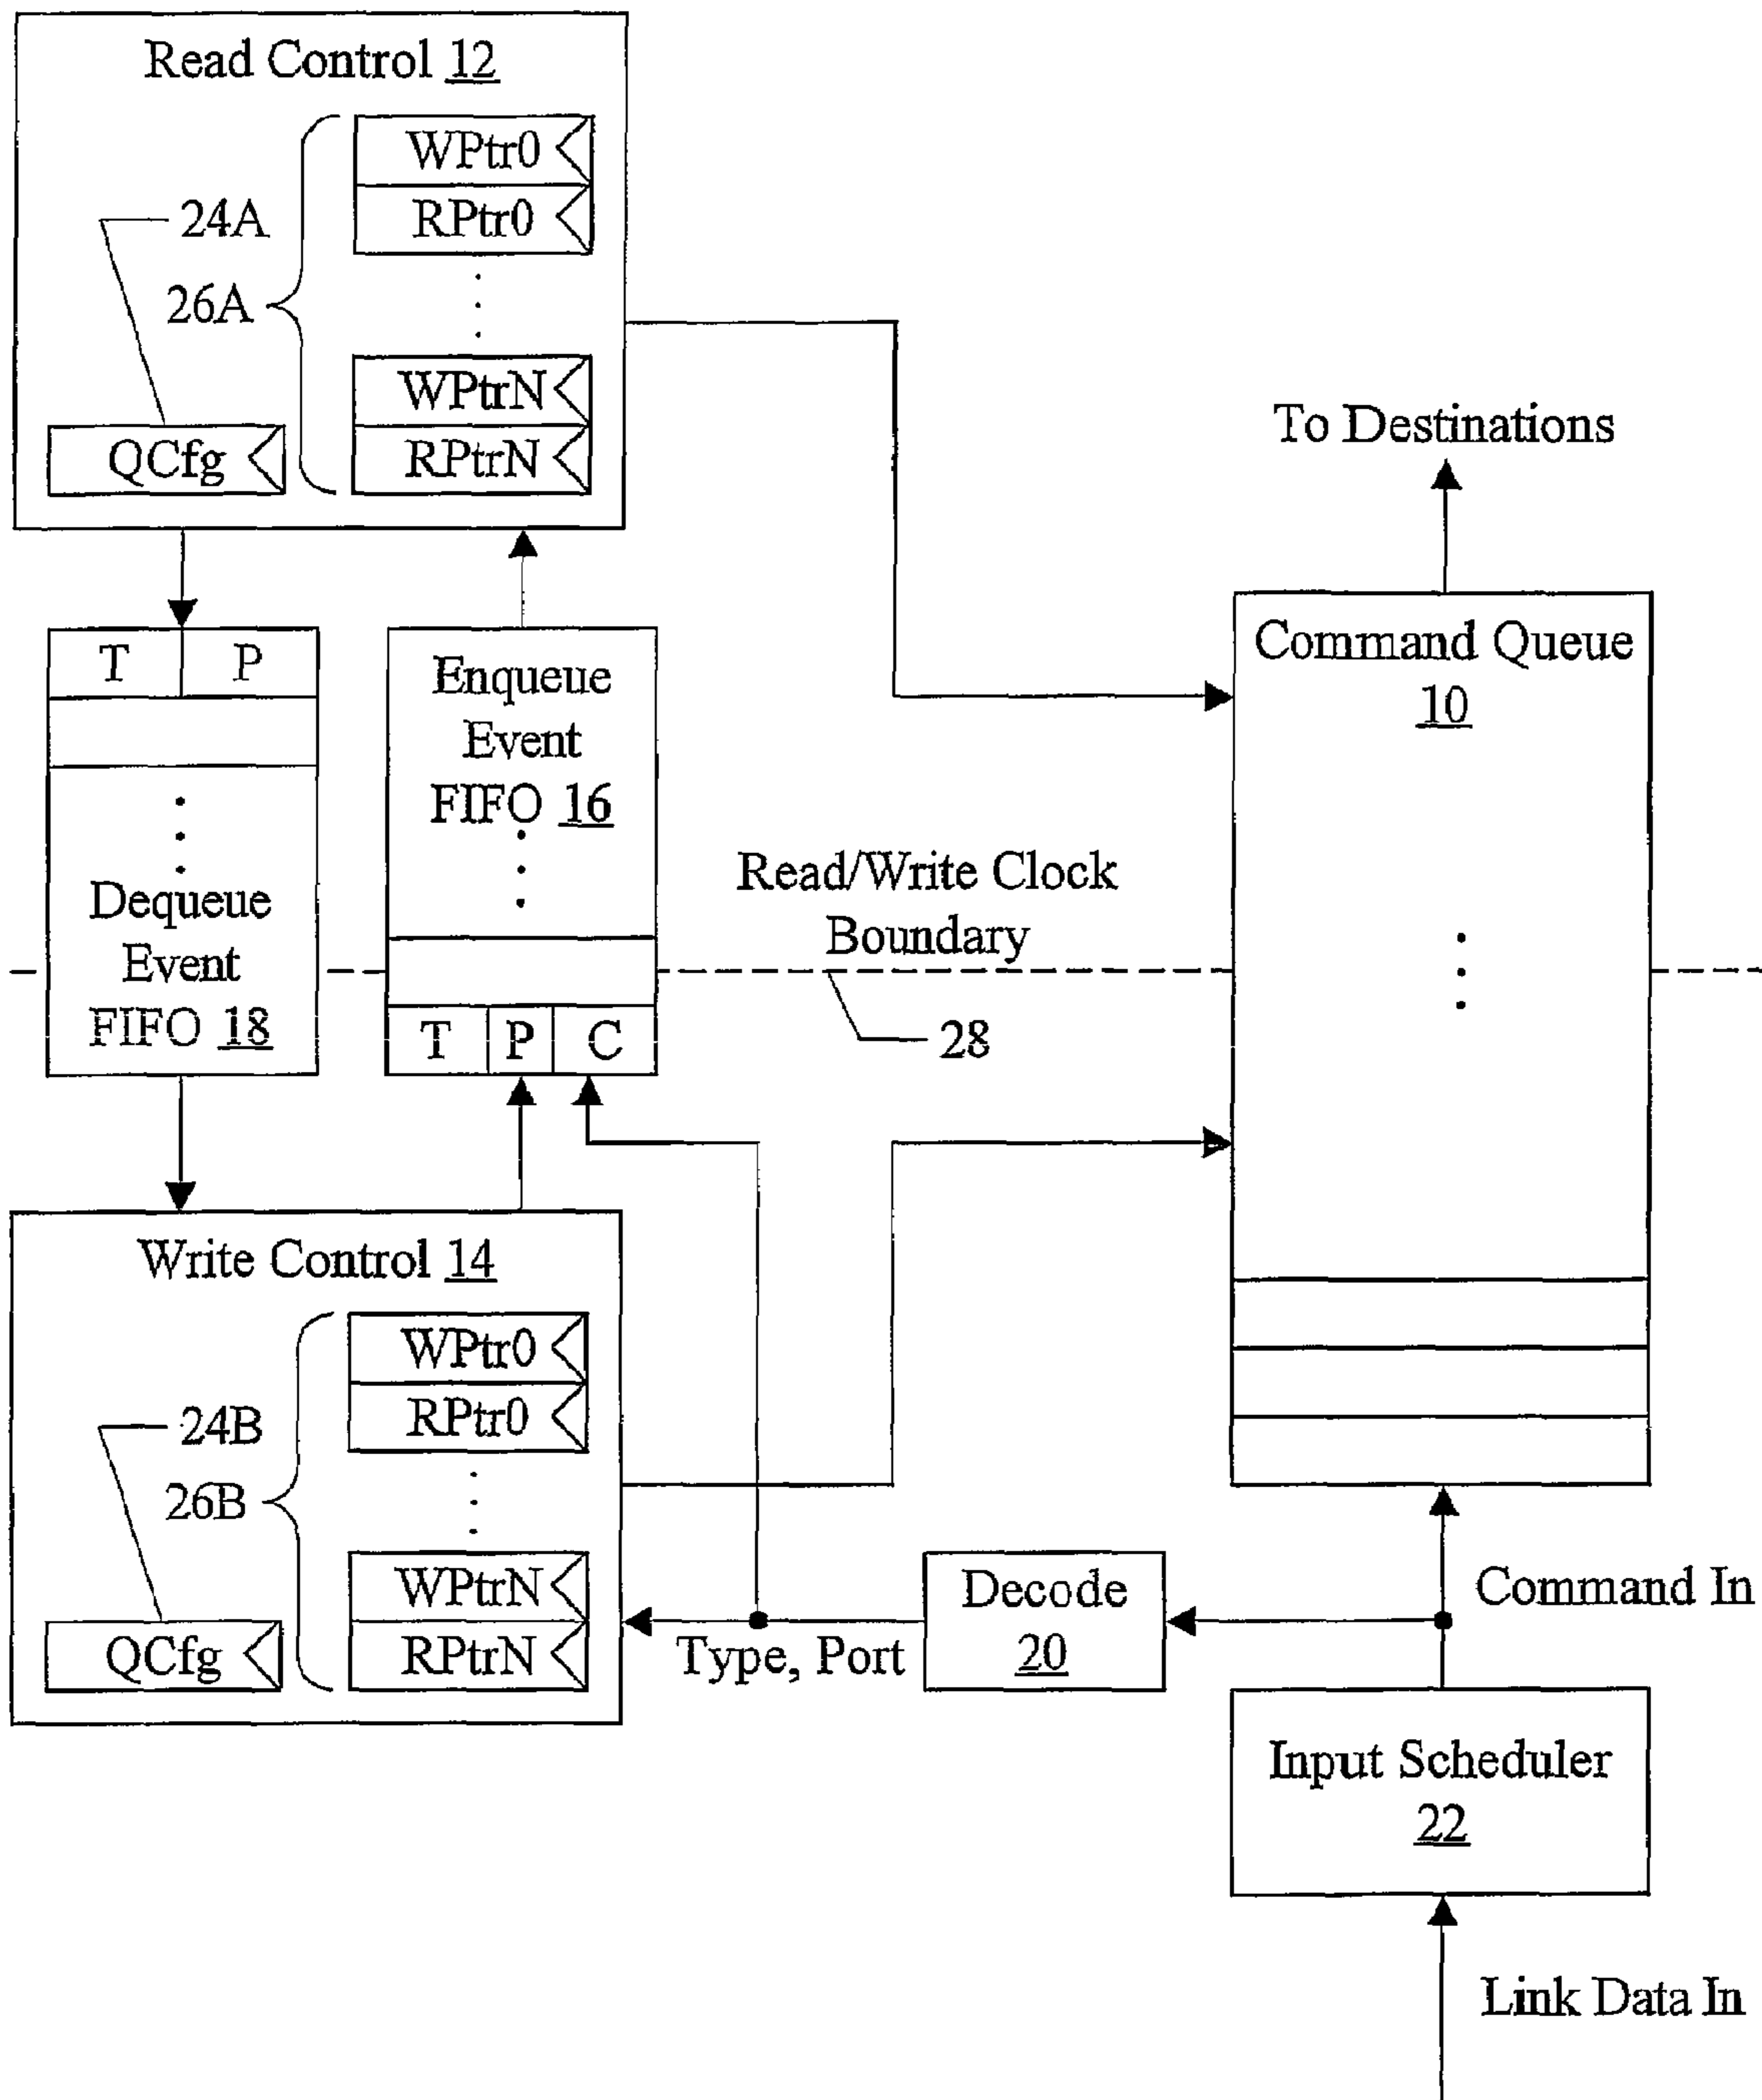 Read Control 12
WPtr0
RPtr0
24A
26A
WPtrN
RPtrN
QCfg
To Destinations
T P
Enqueue
Event
FIFO 16
Command Queue
10
Dequeue
Event
FIFO 18
Read/Write Clock
Boundary
T P C
28
Write Control 14
WPtr0
RPtr0
24B
26B
WPtrN
RPtrN
QCfg
Type, Port
Decode
20
Command In
Input Scheduler
22
Link Data In